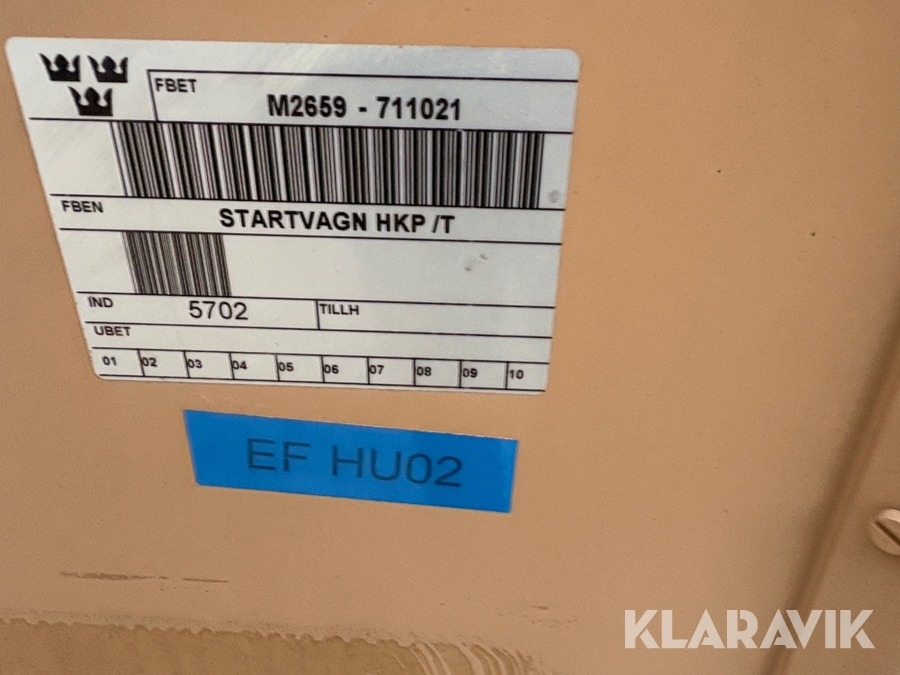 FBET
M2659 - 711021
FBEN
STARTVAGN HKP /T
IND 5702 TILLH
UBET
01 02 03 04 05 06 07 08 09 10
EF HU02
KLARAVIK